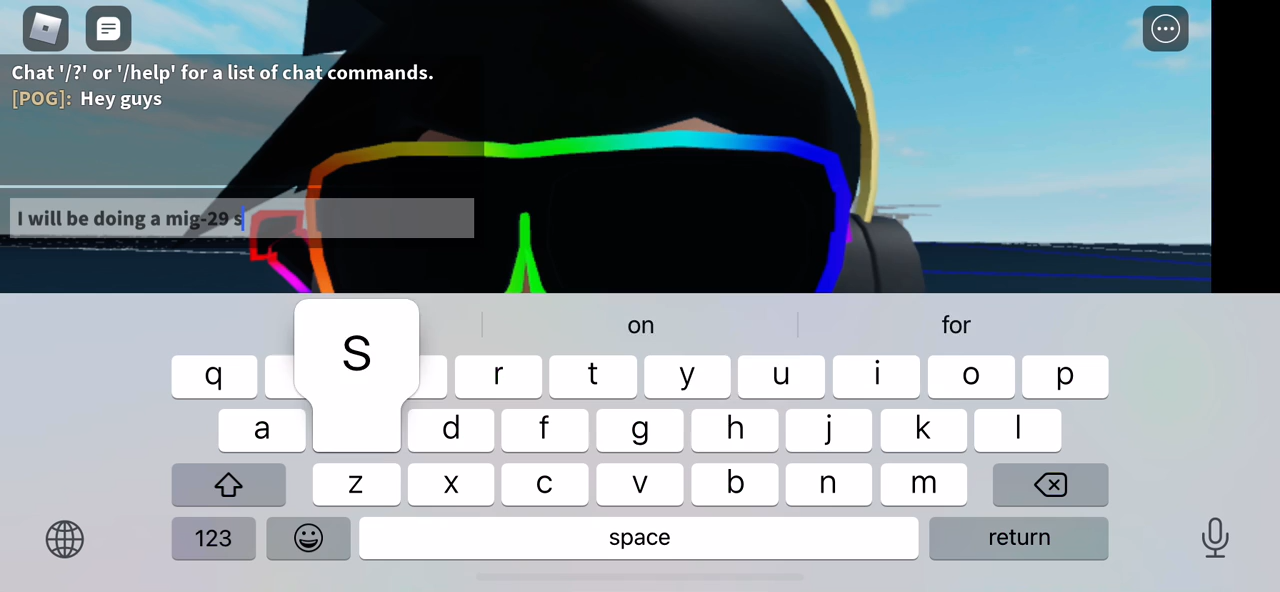 Chat '/?' or '/help' for a list of chat commands.
[POG]: Hey guys
I will be doing a mig-29 s
on for
S
q r t y u i o p
a d f g h j k l
z x c v b n m
123 space return